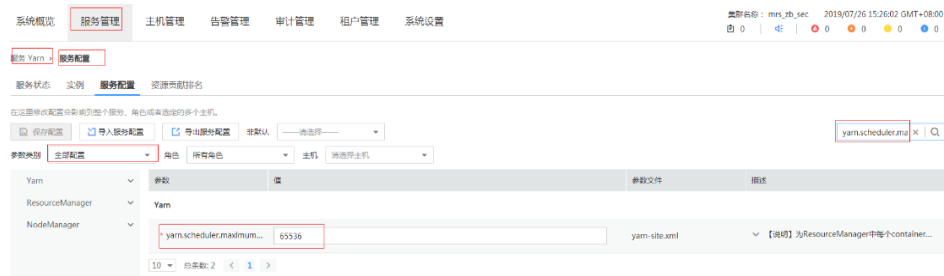 系统概览 服务管理 主机管理 告警管理 审计管理 租户管理 系统设置
集群名称： mrs_zb_sec 2019/07/26 15:26:02 GMT+08:00
0 0 0 0 0
服务 Yarn › 服务配置
服务状态 实例 服务配置 资源贡献排名
在这里修改配置会影响到整个服务、角色或者选定的多个主机。
保存配置 导入服务配置 导出服务配置 非默认 ——请选择—— yarn.scheduler.ma ×
参数类别 全部配置 角色 所有角色 主机 请选择主机
Yarn 参数 值 参数文件 描述
ResourceManager Yarn
NodeManager * yarn.scheduler.maximum... 65536 yarn-site.xml 【说明】为ResourceManager中每个container...
10 总条数: 2 < 1 >